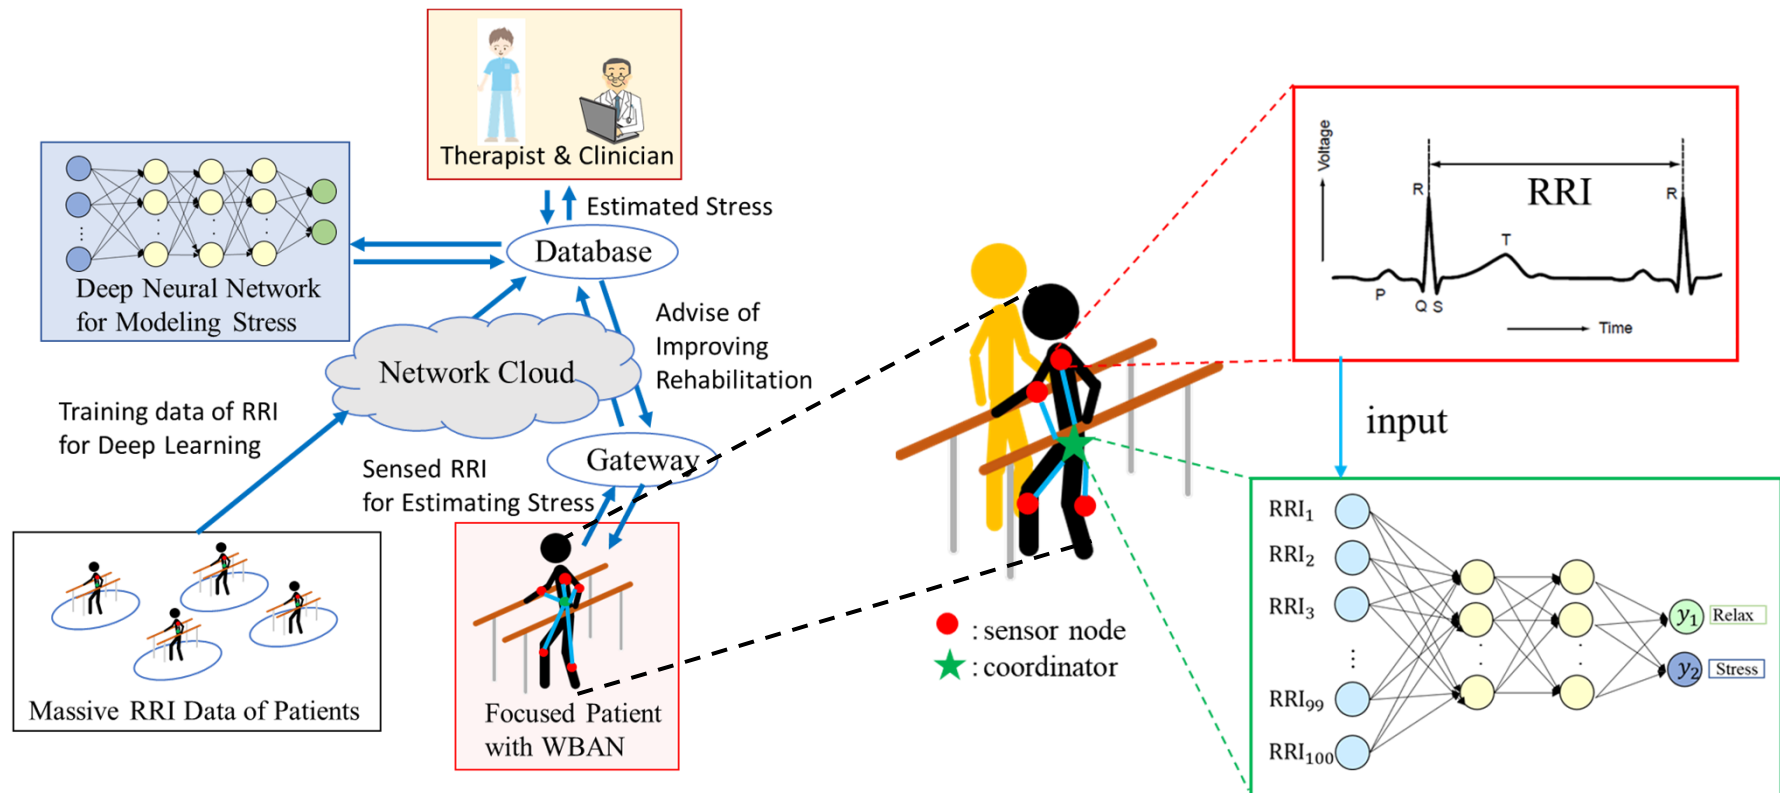 Therapist & Clinician
Estimated Stress
Database
Deep Neural Network
for Modeling Stress
Advise of
Improving
Rehabilitation
Network Cloud
Training data of RRI
for Deep Learning
Gateway
Sensed RRI
for Estimating Stress
Massive RRI Data of Patients
Focused Patient
with WBAN
: sensor node
: coordinator
Voltage
R
RRI
R
T
P
Q S
Time
input
RRI₁
RRI₂
RRI₃
RRI₉₉
RRI₁₀₀
y₁ Relax
y₂ Stress